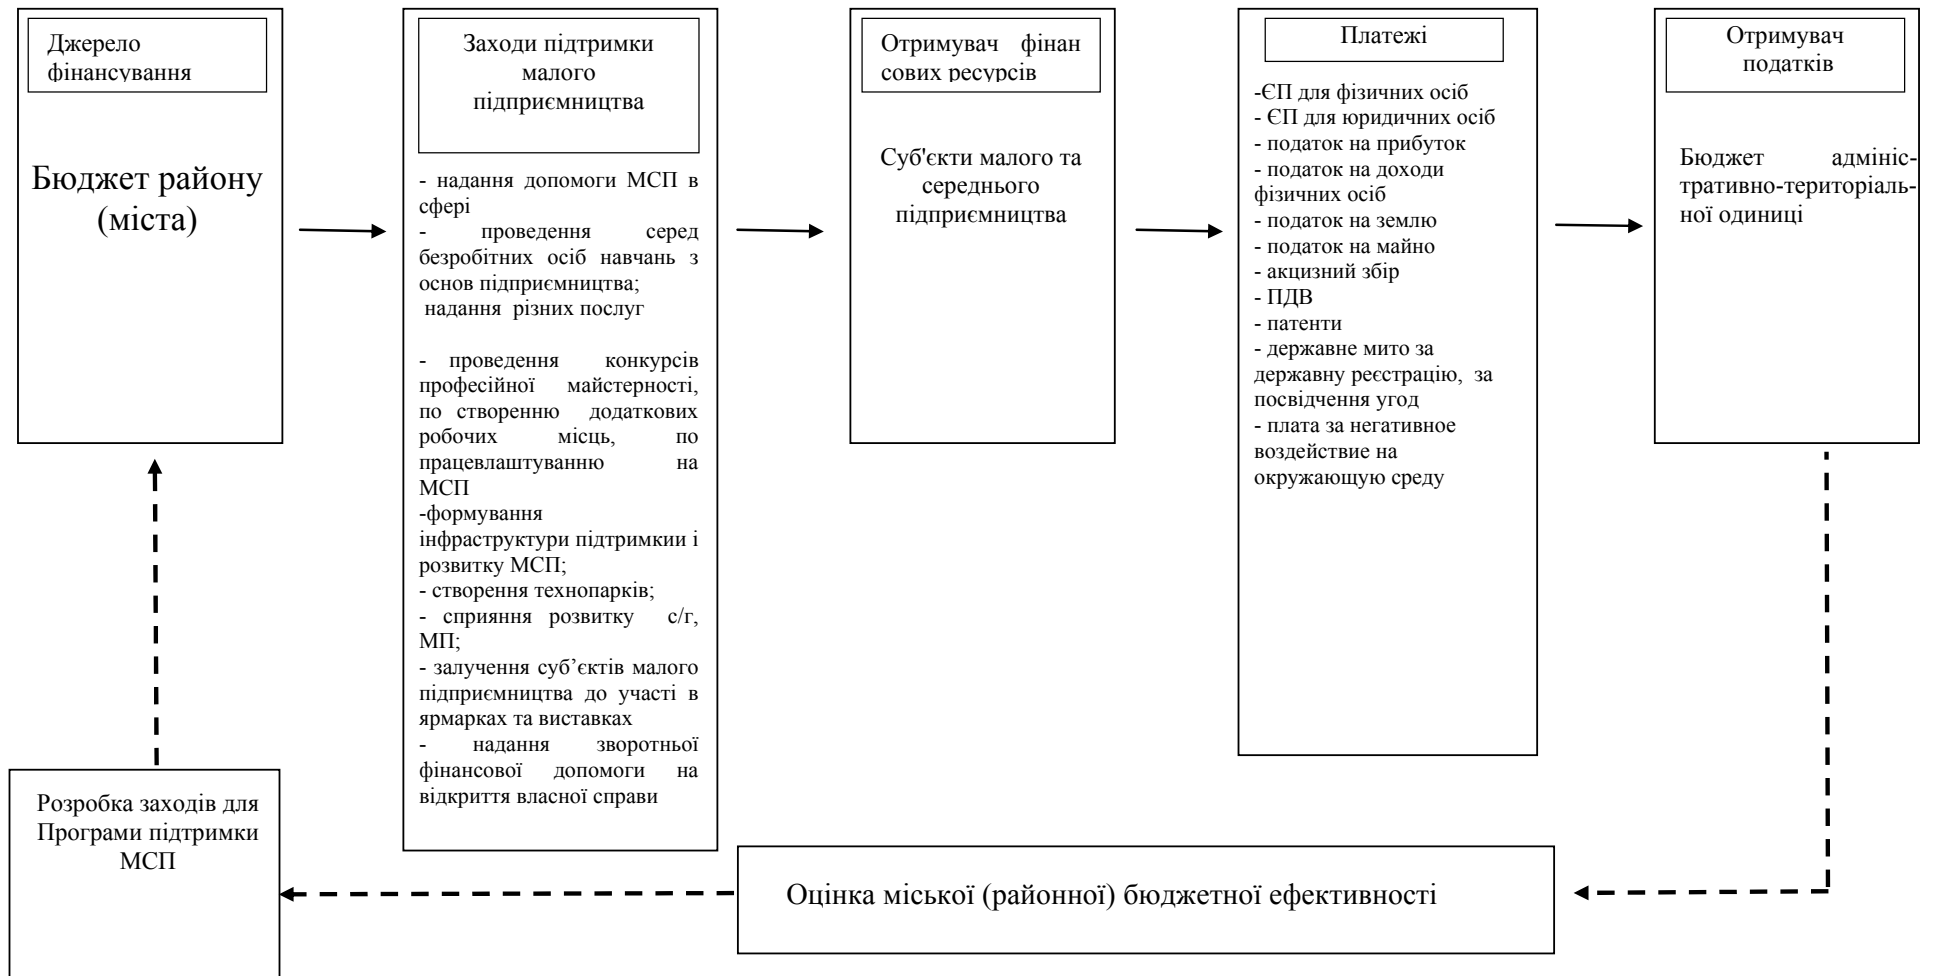 Джерело
фінансування
Бюджет району
(міста)
Заходи підтримки
малого
підприємництва
- надання допомоги МСП в
сфері
- проведення серед
безробітних осіб навчань з
основ підприємництва;
надання різних послуг
- проведення конкурсів
професійної майстерності,
по створенню додаткових
робочих місць, по
працевлаштуванню на
МСП
-формування
інфраструктури підтримкии і
розвитку МСП;
- створення технопарків;
- сприяння розвитку с/г,
МП;
- залучення суб’єктів малого
підприємництва до участі в
ярмарках та виставках
- надання зворотньої
фінансової допомоги на
відкриття власної справи
Отримувач фінан
сових ресурсів
Суб'єкти малого та
середнього
підприємництва
Платежі
-ЄП для фізичних осіб
- ЄП для юридичних осіб
- податок на прибуток
- податок на доходи
фізичних осіб
- податок на землю
- податок на майно
- акцизний збір
- ПДВ
- патенти
- державне мито за
державну реєстрацію, за
посвідчення угод
- плата за негативное
воздействие на
окружающую среду
Отримувач
податків
Бюджет адмініс-
тративно-територіаль-
ної одиниці
Розробка заходів для
Програми підтримки
МСП
Оцінка міської (районної) бюджетної ефективності